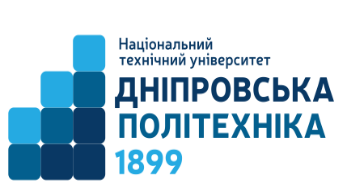 Національний
технічний університет
ДНІПРОВСЬКА
ПОЛІТЕХНІКА
1899